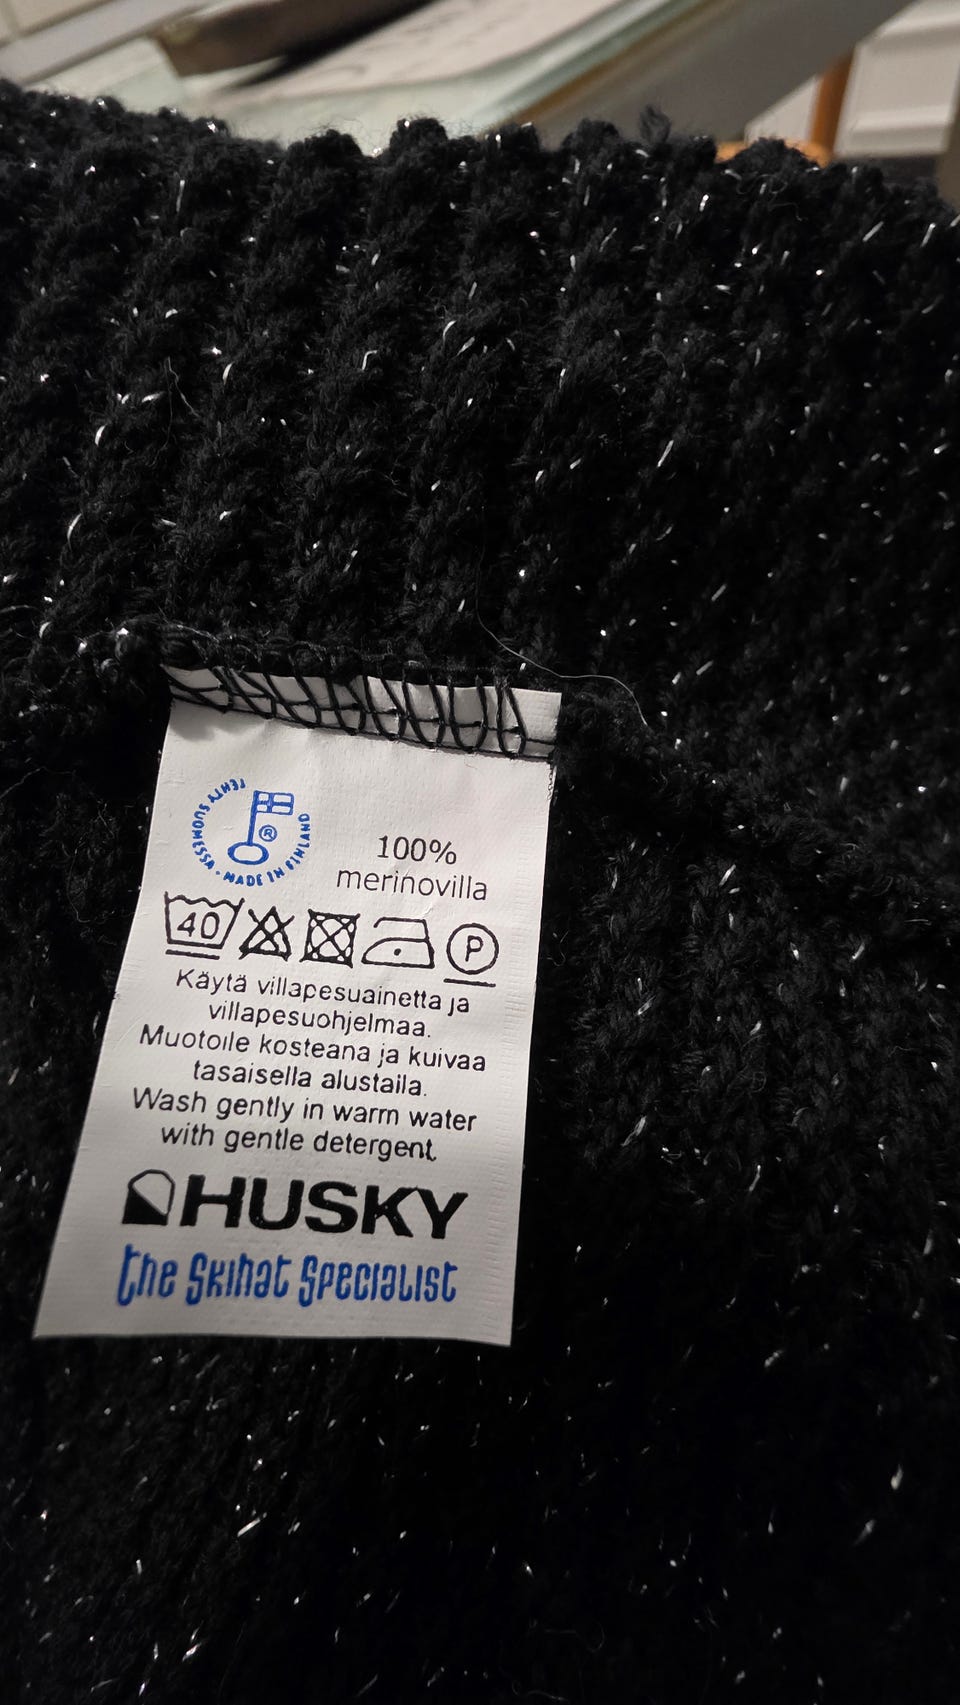 TEHTY SUOMESSA · MADE IN FINLAND
®
100%
merinovilla
40
P
Käytä villapesuainetta ja
villapesuohjelmaa.
Muotoile kosteana ja kuivaa
tasaisella alustalla.
Wash gently in warm water
with gentle detergent.
HUSKY
the Skihat Specialist